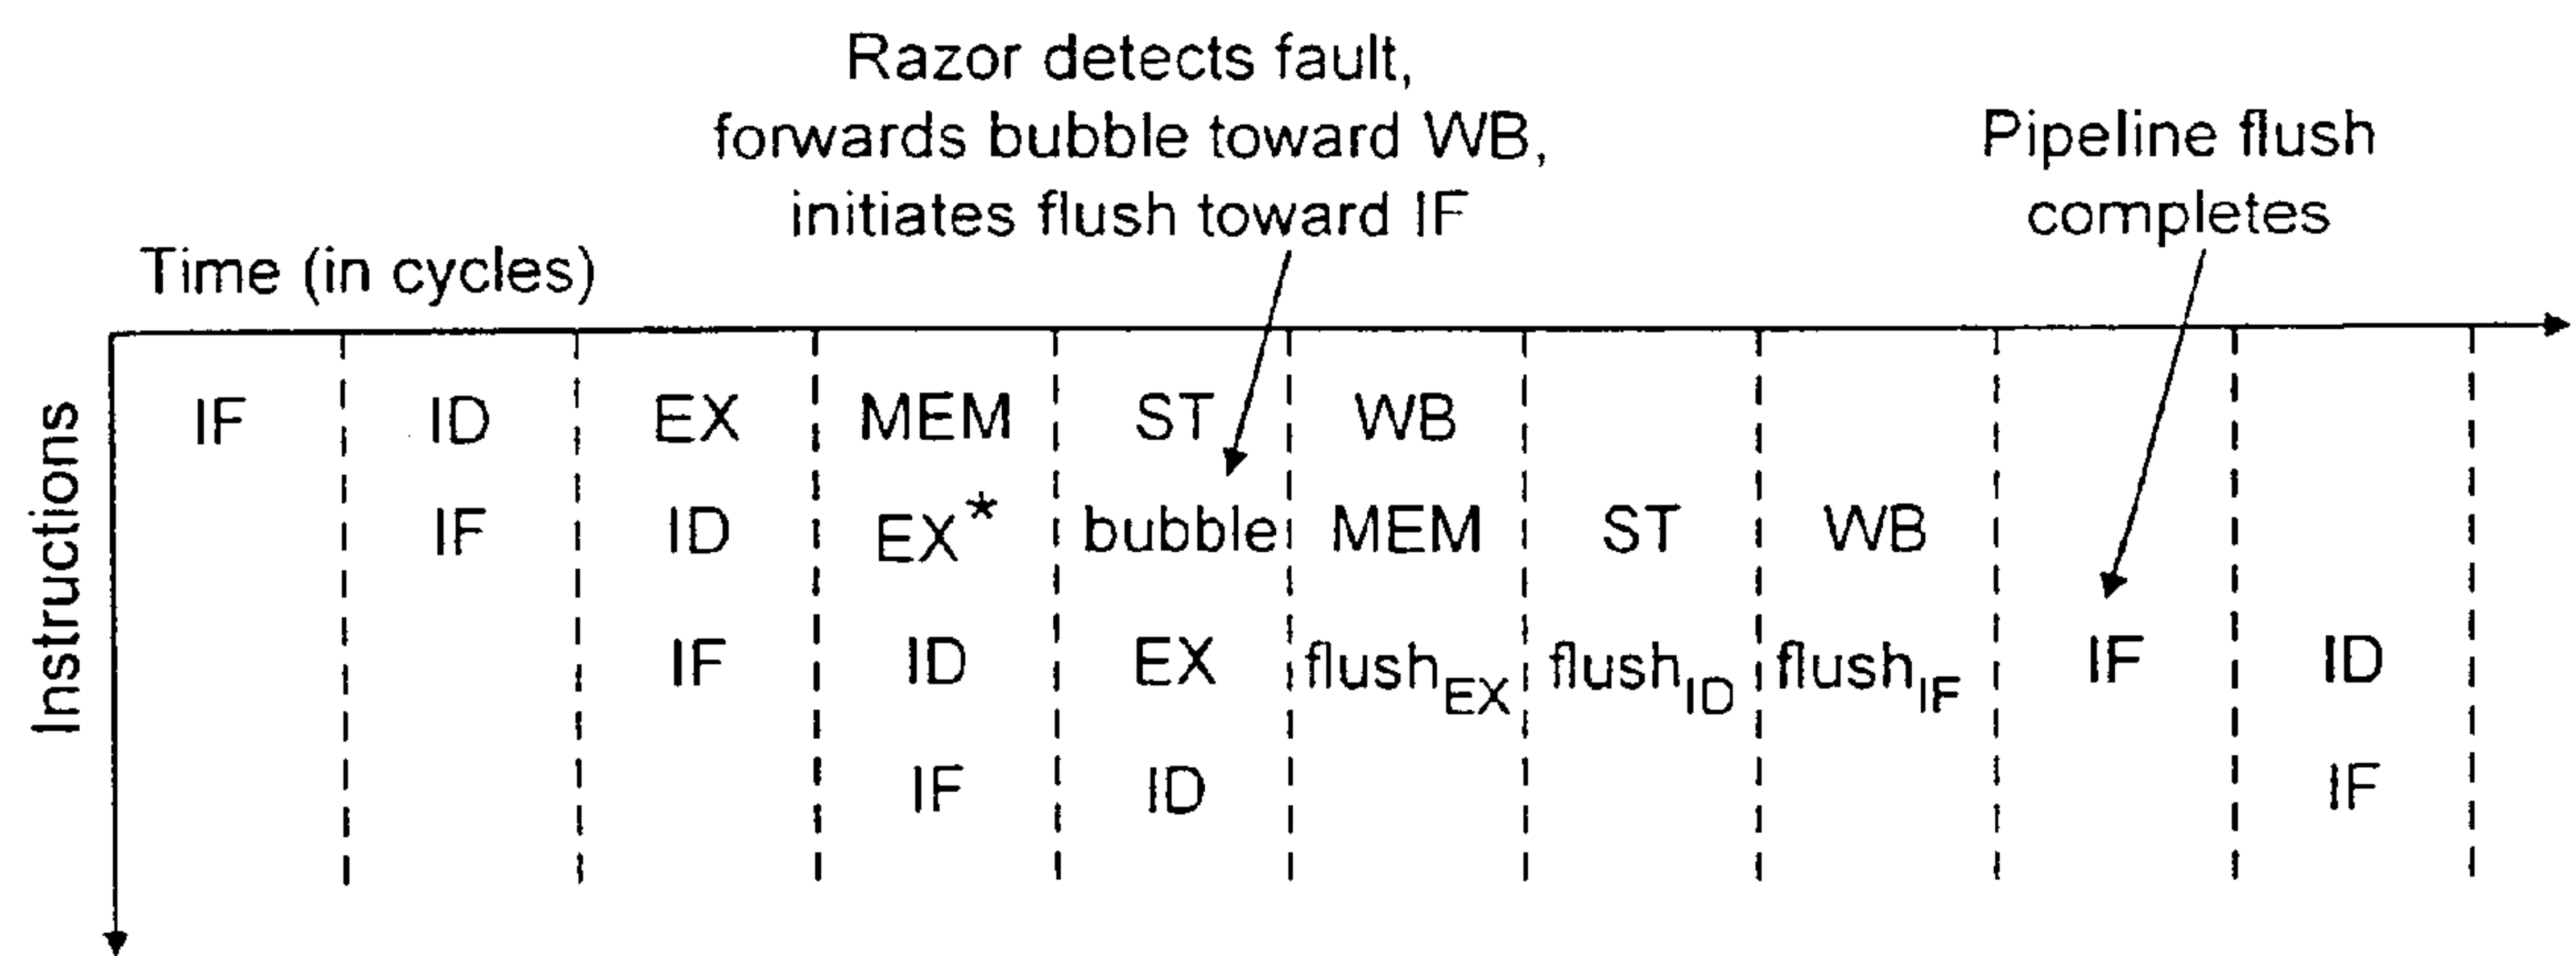 Razor detects fault,
forwards bubble toward WB,
initiates flush toward IF
Pipeline flush
completes
Time (in cycles)
Instructions
IF ID EX MEM ST WB
IF ID EX* bubble MEM ST WB
IF ID EX flushEX flushID flushIF IF ID
IF ID IF